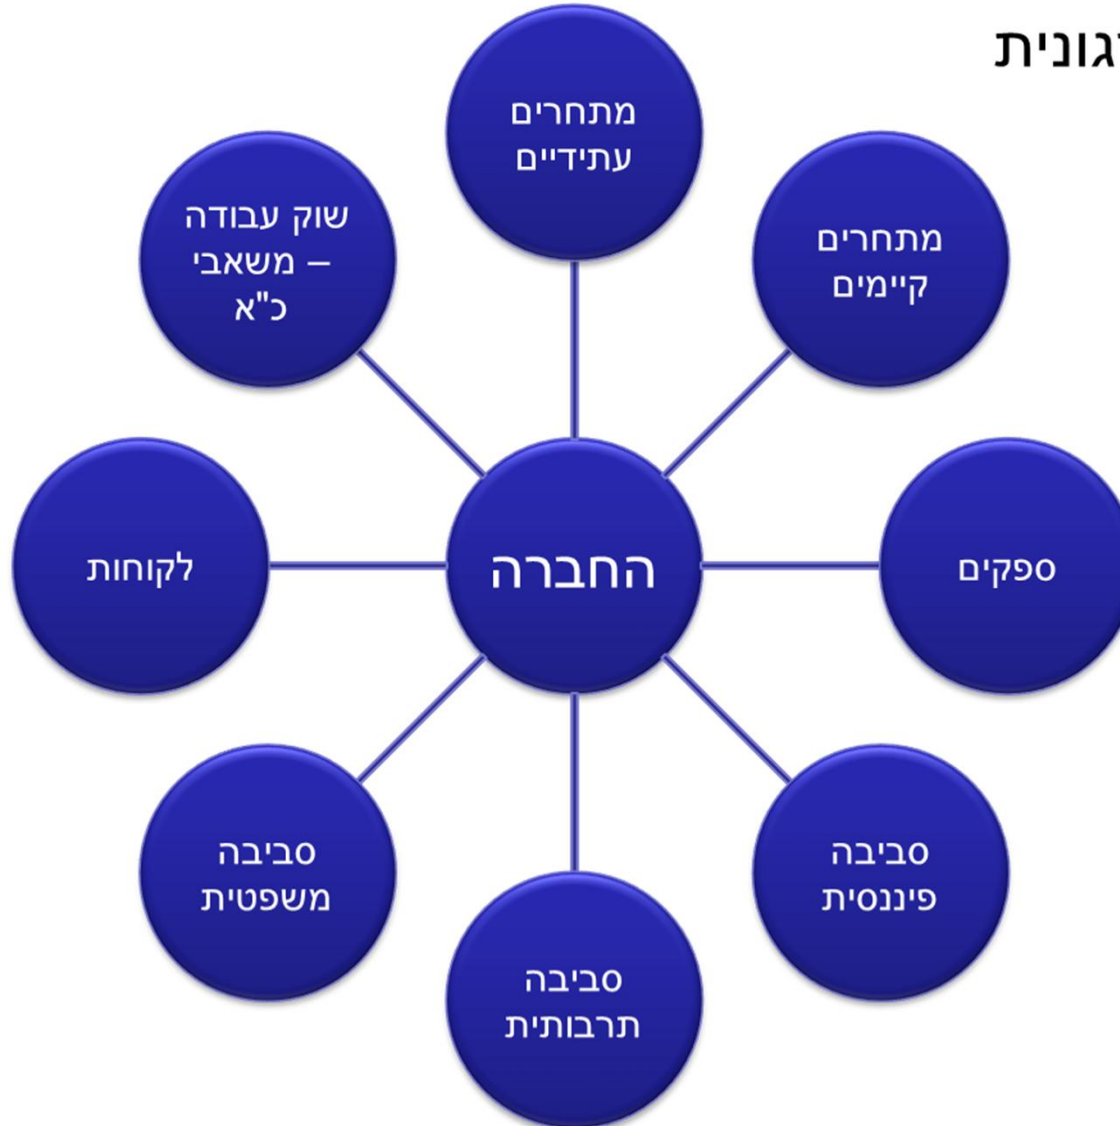 מתחרים
עתידיים
מתחרים
קיימים
ספקים
סביבה
פיננסית
סביבה
תרבותית
סביבה
משפטית
לקוחות
שוק עבודה
– משאבי
כ"א
החברה